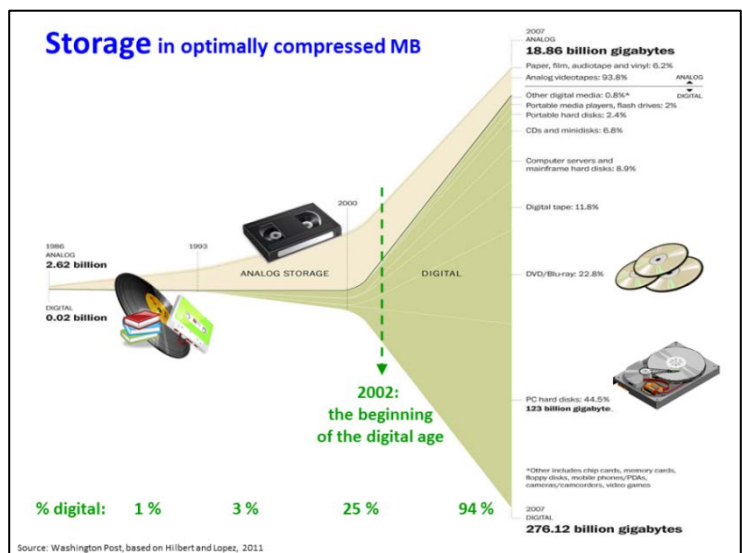 Storage in optimally compressed MB
2007
ANALOG
18.86 billion gigabytes
Paper, film, audiotape and vinyl: 6.2%
Analog videotapes: 93.8%
ANALOG
DIGITAL
Other digital media: 0.8%*
Portable media players, flash drives: 2%
Portable hard disks: 2.4%
CDs and minidisks: 6.8%
Computer servers and
mainframe hard disks: 8.9%
Digital tape: 11.8%
DVD/Blu-ray: 22.8%
PC hard disks: 44.5%
123 billion gigabyte.
*Other includes chip cards, memory cards,
floppy disks, mobile phones/PDAs,
cameras/camcorders, video games
2007
DIGITAL
276.12 billion gigabytes
1986
ANALOG
2.62 billion
DIGITAL
0.02 billion
1993
2000
ANALOG STORAGE
DIGITAL
2002:
the beginning
of the digital age
% digital: 1 % 3 % 25 % 94 %
Source: Washington Post, based on Hilbert and Lopez, 2011